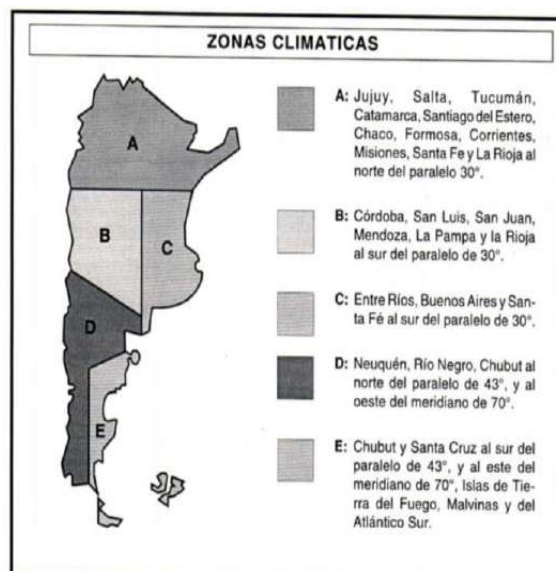 ZONAS CLIMATICAS
A
B
C
D
E
A: Jujuy, Salta, Tucumán,
Catamarca, Santiago del Estero,
Chaco, Formosa, Corrientes,
Misiones, Santa Fe y La Rioja al
norte del paralelo 30°.
B: Córdoba, San Luis, San Juan,
Mendoza, La Pampa y la Rioja
al sur del paralelo de 30°.
C: Entre Ríos, Buenos Aires y San-
ta Fé al sur del paralelo de 30°.
D: Neuquén, Río Negro, Chubut al
norte del paralelo de 43°, y al
oeste del meridiano de 70°.
E: Chubut y Santa Cruz al sur del
paralelo de 43°, y al este del
meridiano de 70°, Islas de Tie-
rra del Fuego, Malvinas y del
Atlántico Sur.